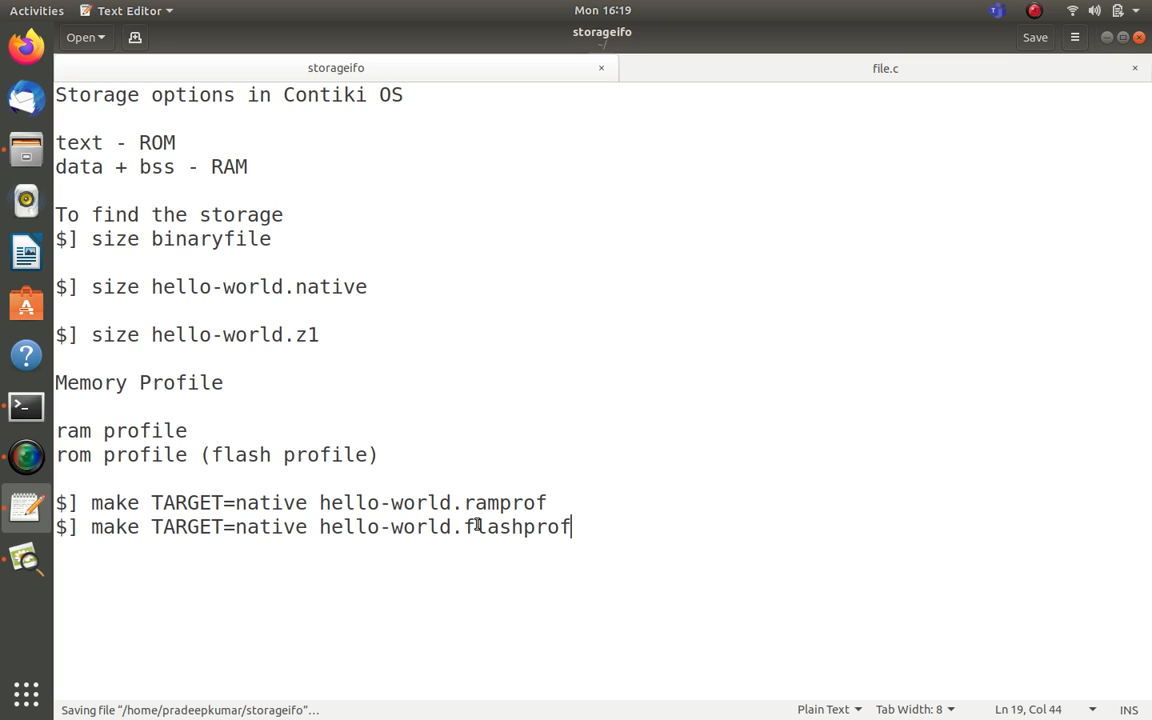 Activities Text Editor Mon 16:19
Open storageifo Save
~/
storageifo × file.c ×
Storage options in Contiki OS
text - ROM
data + bss - RAM
To find the storage
$] size binaryfile
$] size hello-world.native
$] size hello-world.z1
Memory Profile
ram profile
rom profile (flash profile)
$] make TARGET=native hello-world.ramprof
$] make TARGET=native hello-world.flashprof
Saving file “/home/pradeepkumar/storageifo”… Plain Text Tab Width: 8 Ln 19, Col 44 INS